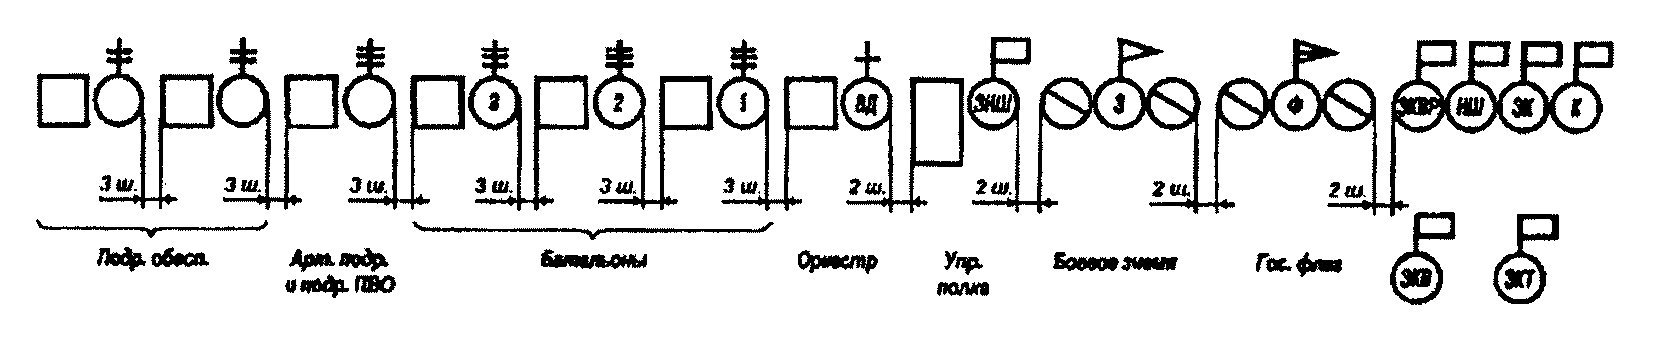 3 2 1 ВД ЗНШ З Ф ЗКВР НШ ЗК К
3 ш. 3 ш. 3 ш. 3 ш. 3 ш. 3 ш. 2 ш. 2 ш. 2 ш. 2 ш.
Подр. обесп. Арт. подр. Батальоны Оркестр Упр. Боевое знамя Гос. флаг ЗКВ ЗКТ
и подр. ПВО полка